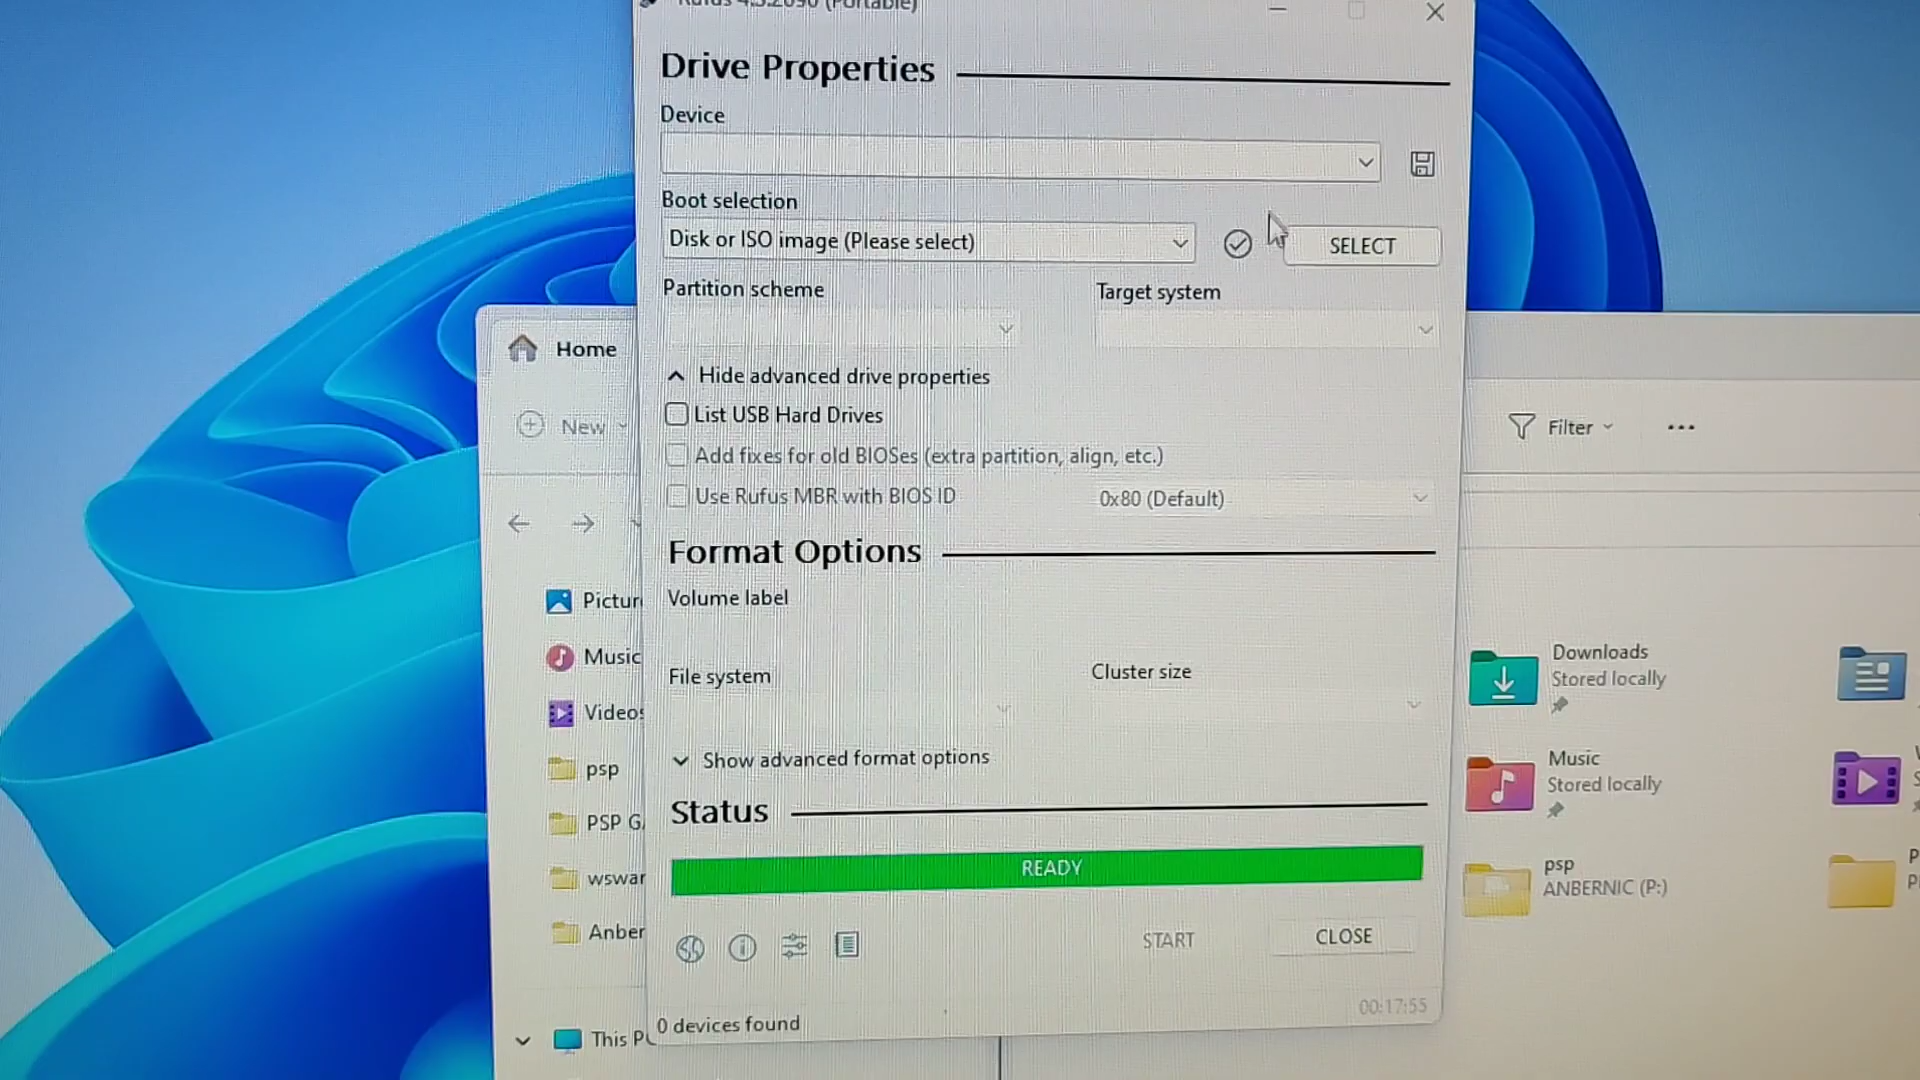 (Portable)
Drive Properties
Device
Boot selection
Disk or ISO image (Please select)
SELECT
Partition scheme
Target system
Home
Hide advanced drive properties
List USB Hard Drives
New
Filter
Add fixes for old BIOSes (extra partition, align, etc.)
Use Rufus MBR with BIOS ID
0x80 (Default)
Format Options
Volume label
Pictur
Music
File system
Cluster size
Downloads
Stored locally
Videos
Show advanced format options
Music
Stored locally
psp
PSP G
Status
READY
psp
ANBERNIC (P:)
wswar
Anber
START
CLOSE
00:17:55
0 devices found
This PC